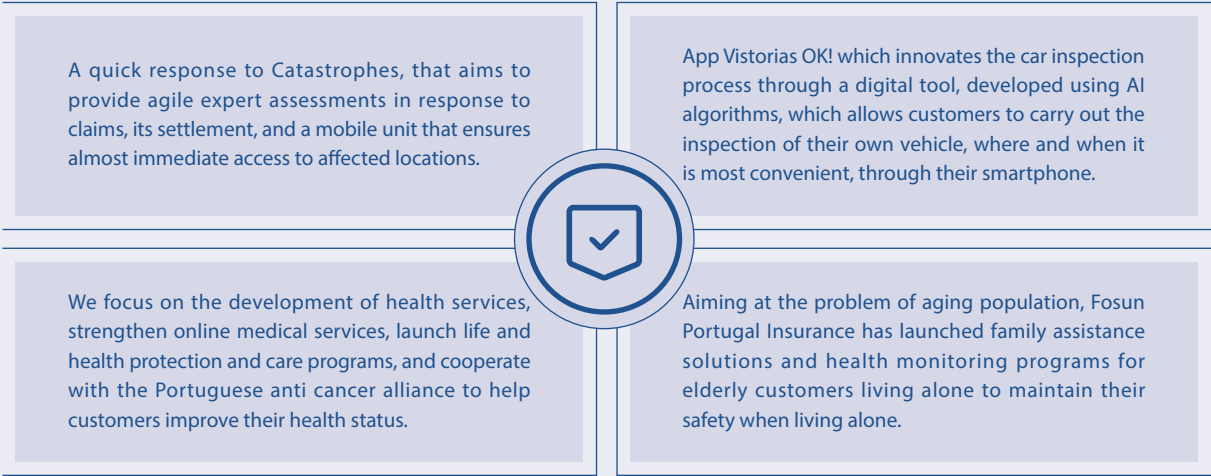 A quick response to Catastrophes, that aims to
provide agile expert assessments in response to
claims, its settlement, and a mobile unit that ensures
almost immediate access to affected locations.
App Vistorias OK! which innovates the car inspection
process through a digital tool, developed using AI
algorithms, which allows customers to carry out the
inspection of their own vehicle, where and when it
is most convenient, through their smartphone.
We focus on the development of health services,
strengthen online medical services, launch life and
health protection and care programs, and cooperate
with the Portuguese anti cancer alliance to help
customers improve their health status.
Aiming at the problem of aging population, Fosun
Portugal Insurance has launched family assistance
solutions and health monitoring programs for
elderly customers living alone to maintain their
safety when living alone.